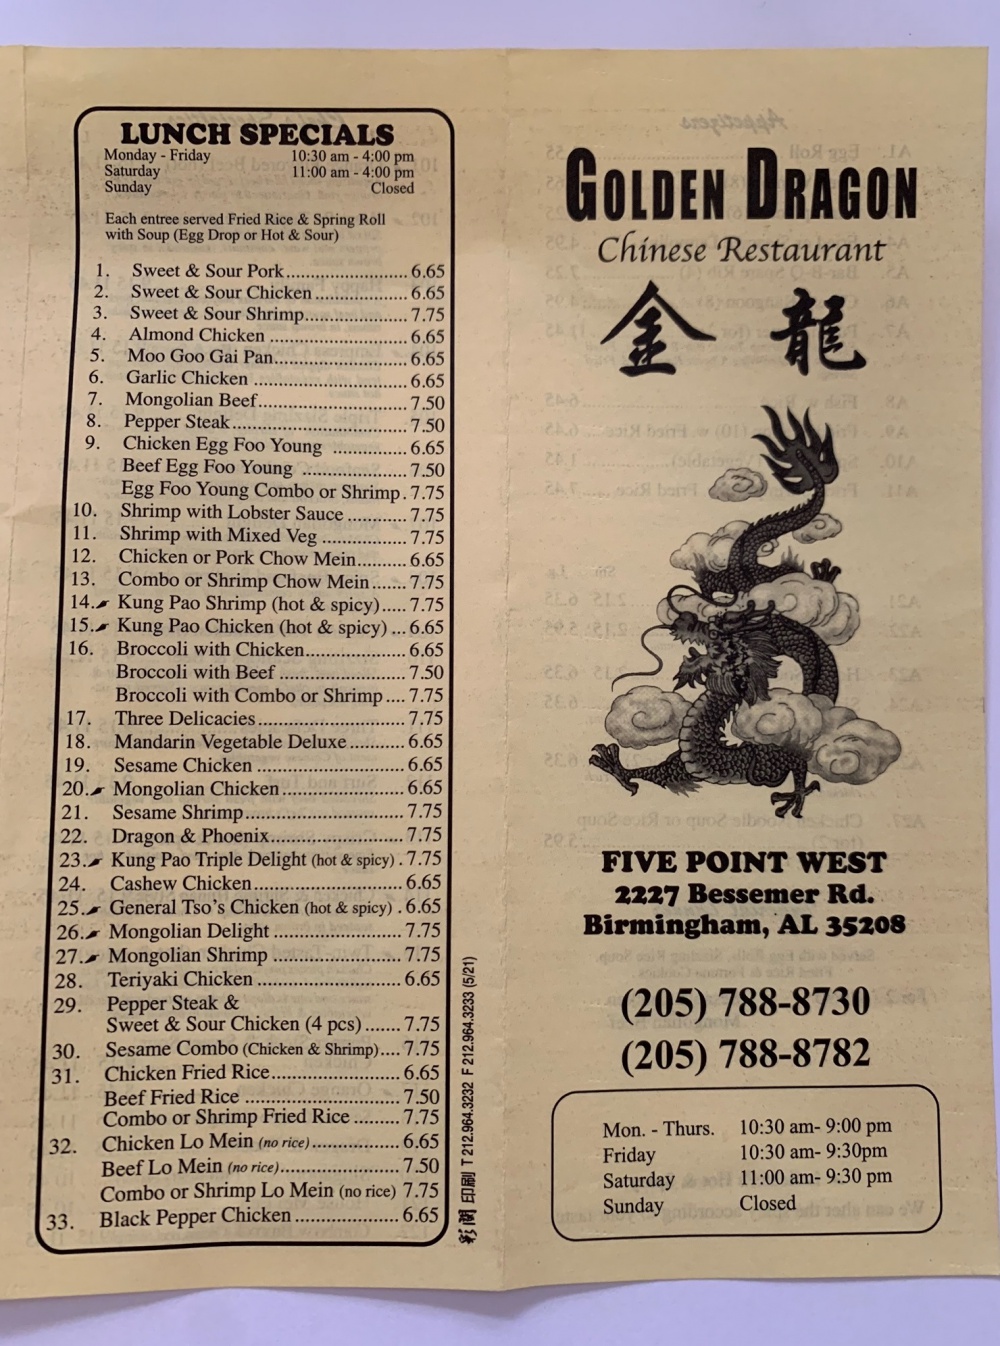 LUNCH SPECIALS
Monday - Friday 10:30 am - 4:00 pm
Saturday 11:00 am - 4:00 pm
Sunday Closed
Each entree served Fried Rice & Spring Roll
with Soup (Egg Drop or Hot & Sour)
1. Sweet & Sour Pork 6.65
2. Sweet & Sour Chicken 6.65
3. Sweet & Sour Shrimp 7.75
4. Almond Chicken 6.65
5. Moo Goo Gai Pan 6.65
6. Garlic Chicken 6.65
7. Mongolian Beef 7.50
8. Pepper Steak 7.50
9. Chicken Egg Foo Young 6.65
Beef Egg Foo Young 7.50
Egg Foo Young Combo or Shrimp 7.75
10. Shrimp with Lobster Sauce 7.75
11. Shrimp with Mixed Veg 7.75
12. Chicken or Pork Chow Mein 6.65
13. Combo or Shrimp Chow Mein 7.75
14. Kung Pao Shrimp (hot & spicy) 7.75
15. Kung Pao Chicken (hot & spicy) 6.65
16. Broccoli with Chicken 6.65
Broccoli with Beef 7.50
Broccoli with Combo or Shrimp 7.75
17. Three Delicacies 7.75
18. Mandarin Vegetable Deluxe 6.65
19. Sesame Chicken 6.65
20. Mongolian Chicken 6.65
21. Sesame Shrimp 7.75
22. Dragon & Phoenix 7.75
23. Kung Pao Triple Delight (hot & spicy) 7.75
24. Cashew Chicken 6.65
25. General Tso's Chicken (hot & spicy) 6.65
26. Mongolian Delight 7.75
27. Mongolian Shrimp 7.75
28. Teriyaki Chicken 6.65
29. Pepper Steak &
Sweet & Sour Chicken (4 pcs) 7.75
30. Sesame Combo (Chicken & Shrimp) 7.75
31. Chicken Fried Rice 6.65
Beef Fried Rice 7.50
Combo or Shrimp Fried Rice 7.75
32. Chicken Lo Mein (no rice) 6.65
Beef Lo Mein (no rice) 7.50
Combo or Shrimp Lo Mein (no rice) 7.75
33. Black Pepper Chicken 6.65
印刷 T 212.964.3232 F 212.964.3233 (5/21)
GOLDEN DRAGON
Chinese Restaurant
金 龍
FIVE POINT WEST
2227 Bessemer Rd.
Birmingham, AL 35208
(205) 788-8730
(205) 788-8782
Mon. - Thurs. 10:30 am- 9:00 pm
Friday 10:30 am- 9:30pm
Saturday 11:00 am- 9:30 pm
Sunday Closed